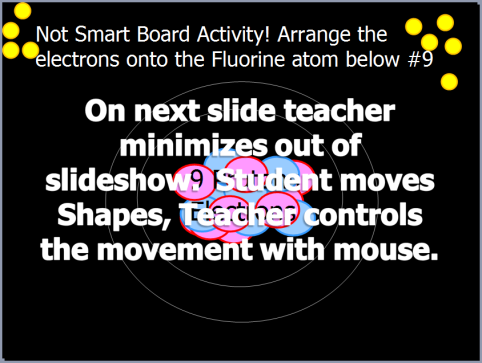 Not Smart Board Activity! Arrange the
electrons onto the Fluorine atom below #9
On next slide teacher
minimizes out of
slideshow! Student moves
Shapes, Teacher controls
the movement with mouse.
9